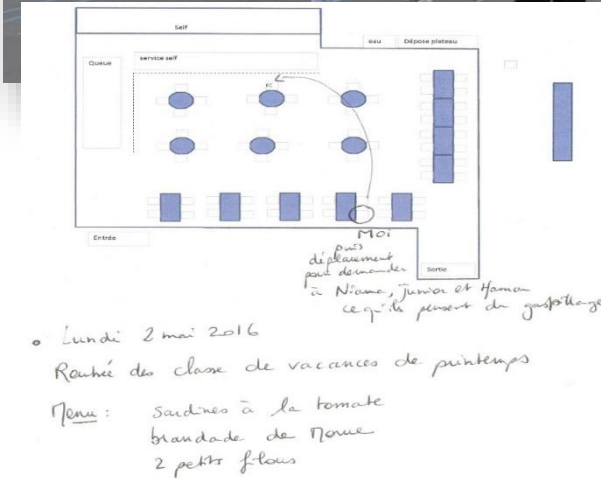 Self
eau Dépose plateau
Queue
service self
Entrée
Moi
puis
déplacement
pour demander
Sortie
à Niama, Junior et Haman
ce qu'ils pensent du gaspillage
• Lundi 2 mai 2016
Rentrée des classe de vacances de printemps
Menu : Sardines à la tomate
brandade de Morue
2 petits filous